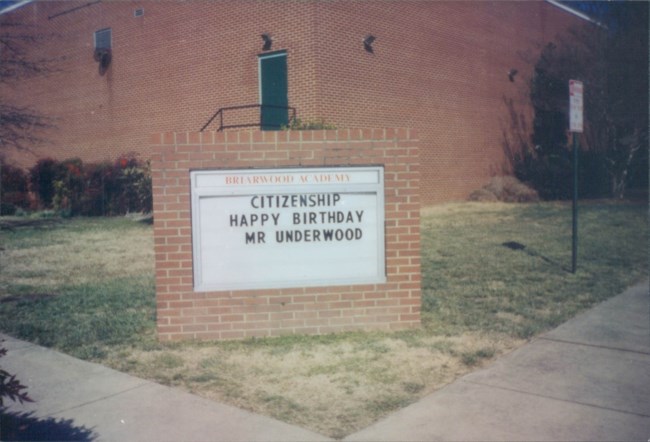 BRIARWOOD ACADEMY
CITIZENSHIP
HAPPY BIRTHDAY
MR UNDERWOOD